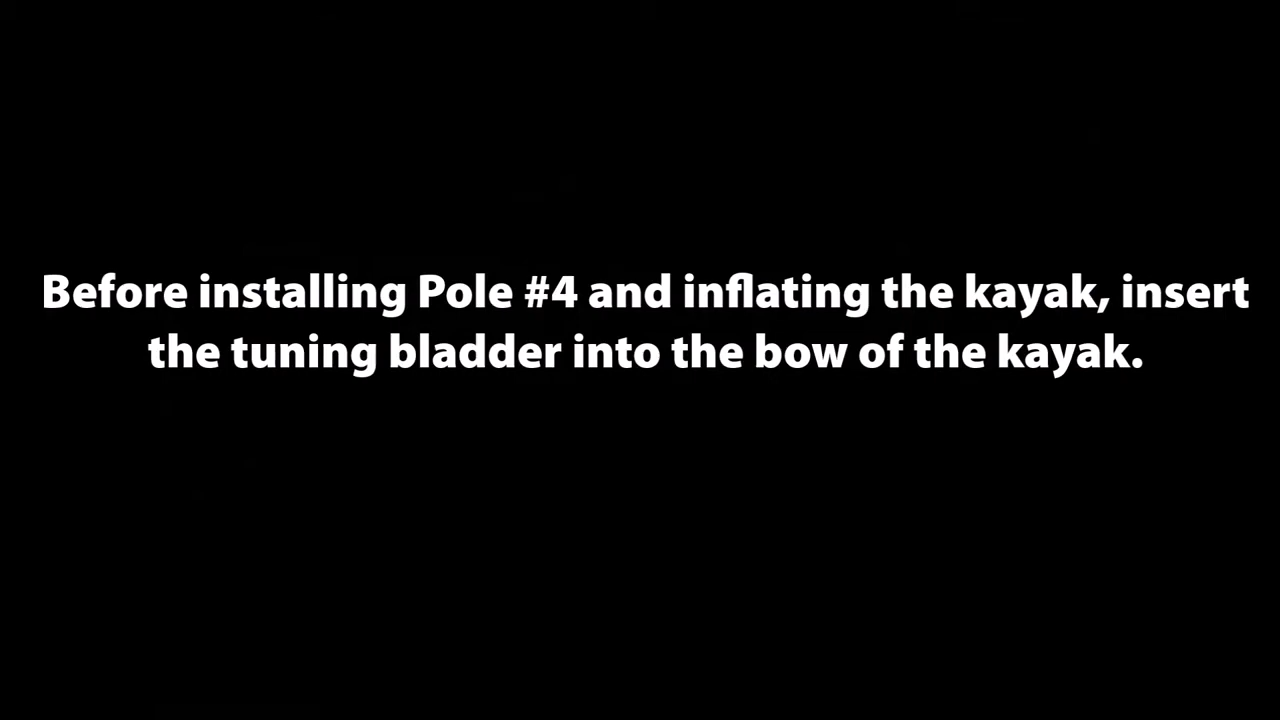 Before installing Pole #4 and inflating the kayak, insert
the tuning bladder into the bow of the kayak.